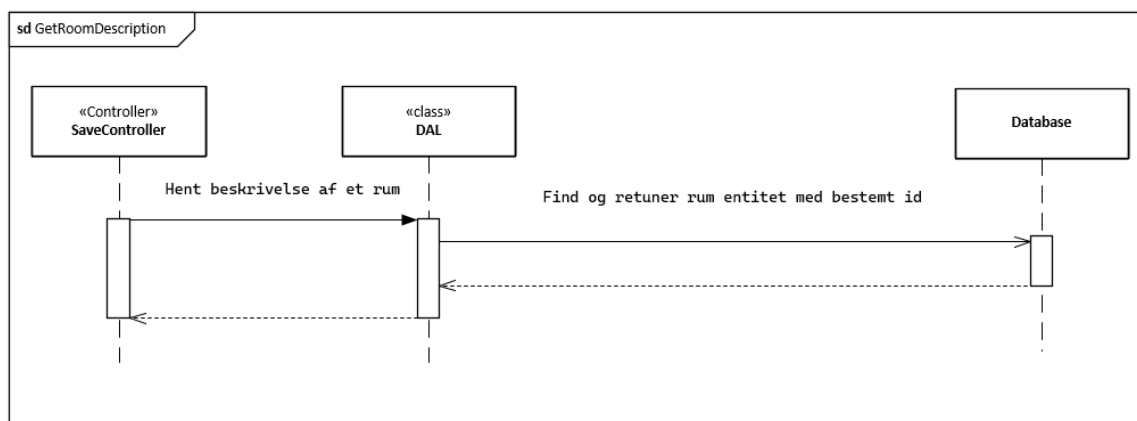 sd GetRoomDescription
«Controller»
SaveController
«class»
DAL
Database
Hent beskrivelse af et rum
Find og retuner rum entitet med bestemt id